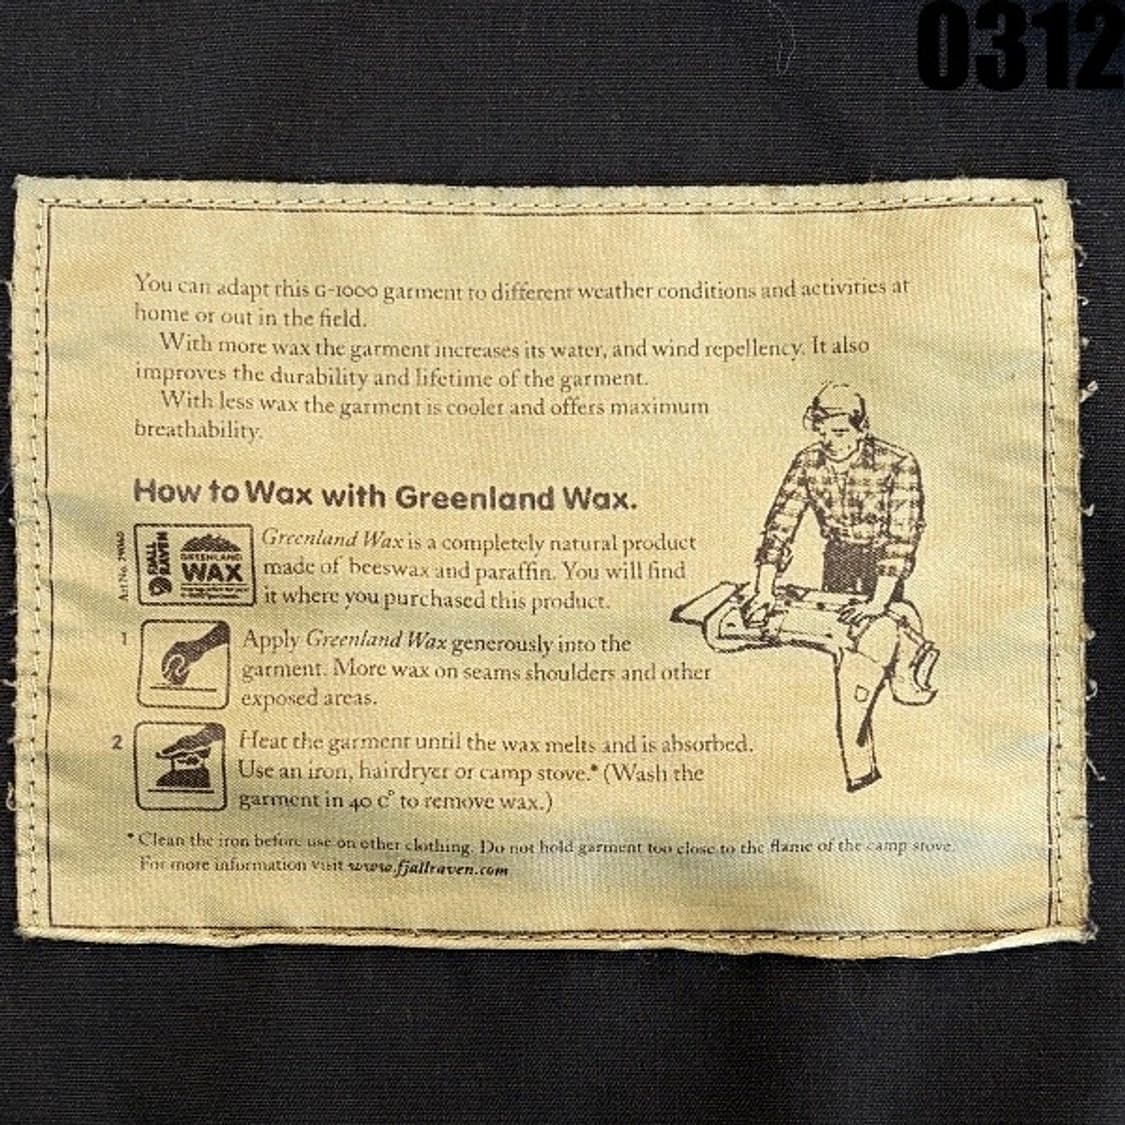 0312
You can adapt this G-1000 garment to different weather conditions and activities at
home or out in the field.
With more wax the garment increases its water, and wind repellency. It also
improves the durability and lifetime of the garment.
With less wax the garment is cooler and offers maximum
breathability.
How to Wax with Greenland Wax.
Art No. 79060
FJALL
RAVEN
GREENLAND
WAX
Greenland Wax is a completely natural product
made of beeswax and paraffin. You will find
it where you purchased this product.
1
Apply Greenland Wax generously into the
garment. More wax on seams shoulders and other
exposed areas.
2
Heat the garment until the wax melts and is absorbed.
Use an iron, hairdryer or camp stove.* (Wash the
garment in 40 c° to remove wax.)
* Clean the iron before use on other clothing. Do not hold garment too close to the flame of the camp stove.
For more information visit www.fjallraven.com